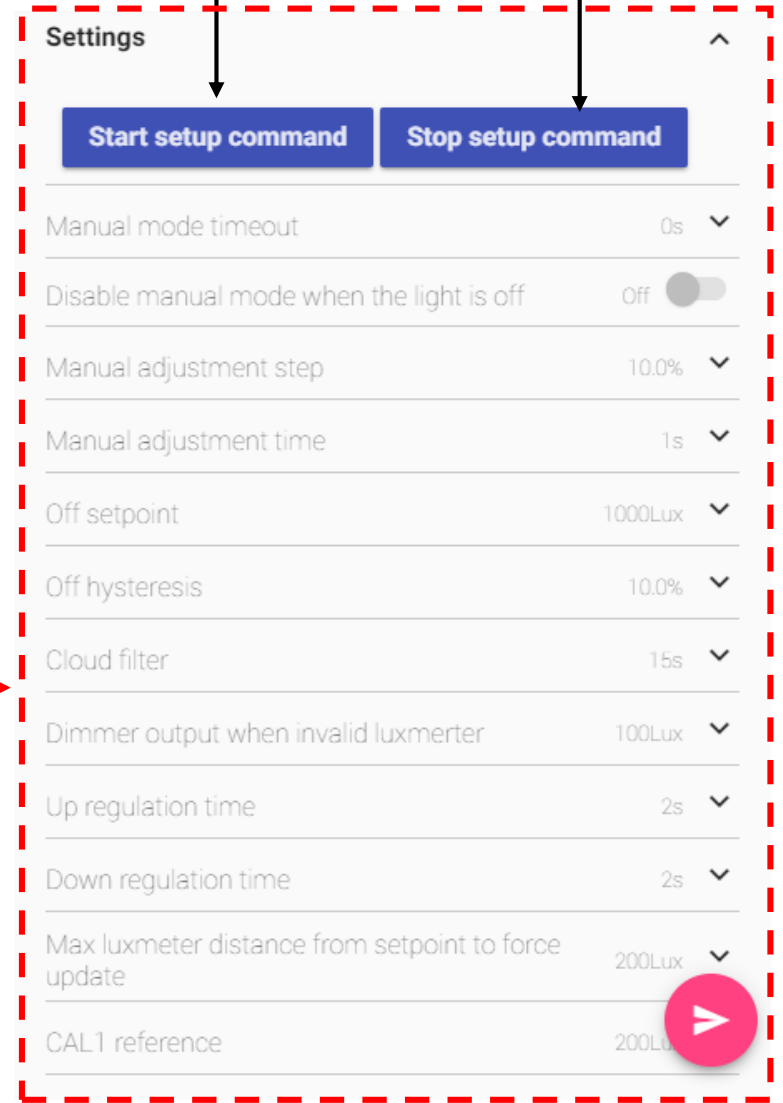 Settings
Start setup command Stop setup command
Manual mode timeout 0s
Disable manual mode when the light is off Off
Manual adjustment step 10.0%
Manual adjustment time 1s
Off setpoint 1000Lux
Off hysteresis 10.0%
Cloud filter 15s
Dimmer output when invalid luxmerter 100Lux
Up regulation time 2s
Down regulation time 2s
Max luxmeter distance from setpoint to force
update 200Lux
CAL1 reference